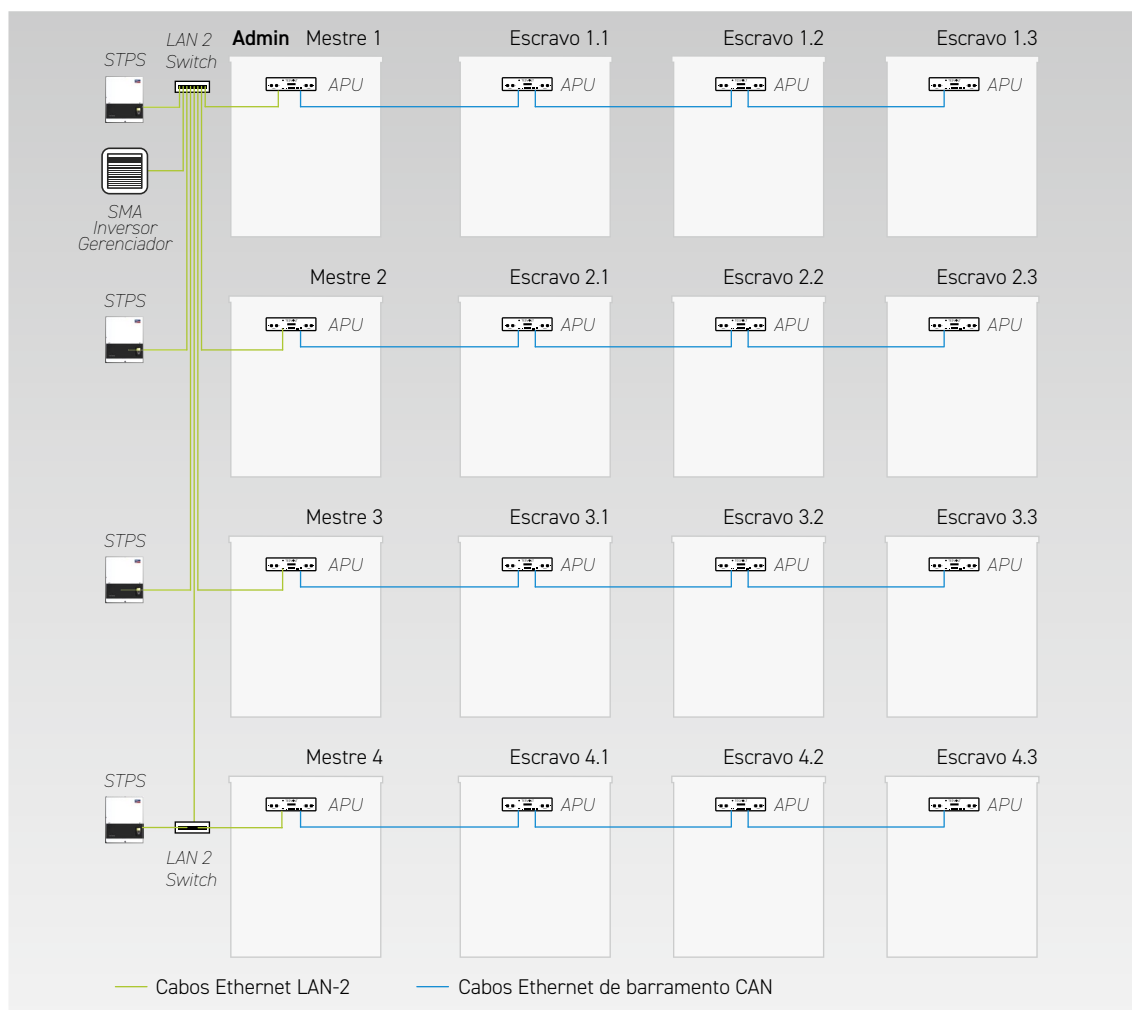 LAN 2
Switch
Admin Mestre 1
Escravo 1.1
Escravo 1.2
Escravo 1.3
STPS
APU
APU
APU
APU
SMA
Inversor
Gerenciador
Mestre 2
Escravo 2.1
Escravo 2.2
Escravo 2.3
STPS
APU
APU
APU
APU
Mestre 3
Escravo 3.1
Escravo 3.2
Escravo 3.3
STPS
APU
APU
APU
APU
Mestre 4
Escravo 4.1
Escravo 4.2
Escravo 4.3
STPS
APU
APU
APU
APU
LAN 2
Switch
Cabos Ethernet LAN-2
Cabos Ethernet de barramento CAN